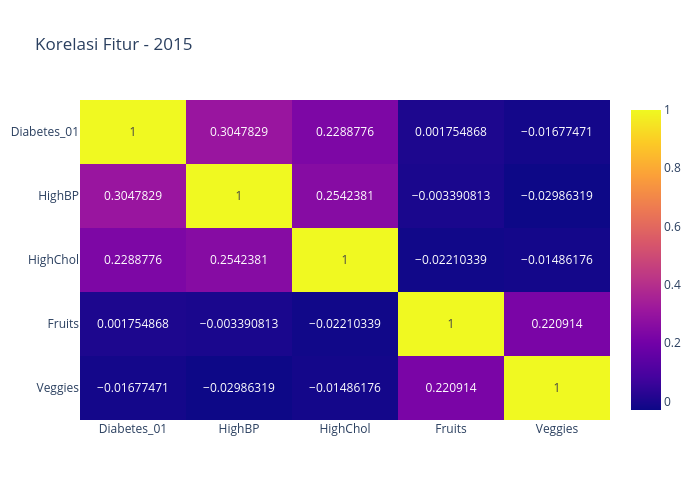 Korelasi Fitur - 2015
Diabetes_01 1 0.3047829 0.2288776 0.001754868 −0.01677471
HighBP 0.3047829 1 0.2542381 −0.003390813 −0.02986319
HighChol 0.2288776 0.2542381 1 −0.02210339 −0.01486176
Fruits 0.001754868 −0.003390813 −0.02210339 1 0.220914
Veggies −0.01677471 −0.02986319 −0.01486176 0.220914 1
Diabetes_01 HighBP HighChol Fruits Veggies
1
0.8
0.6
0.4
0.2
0